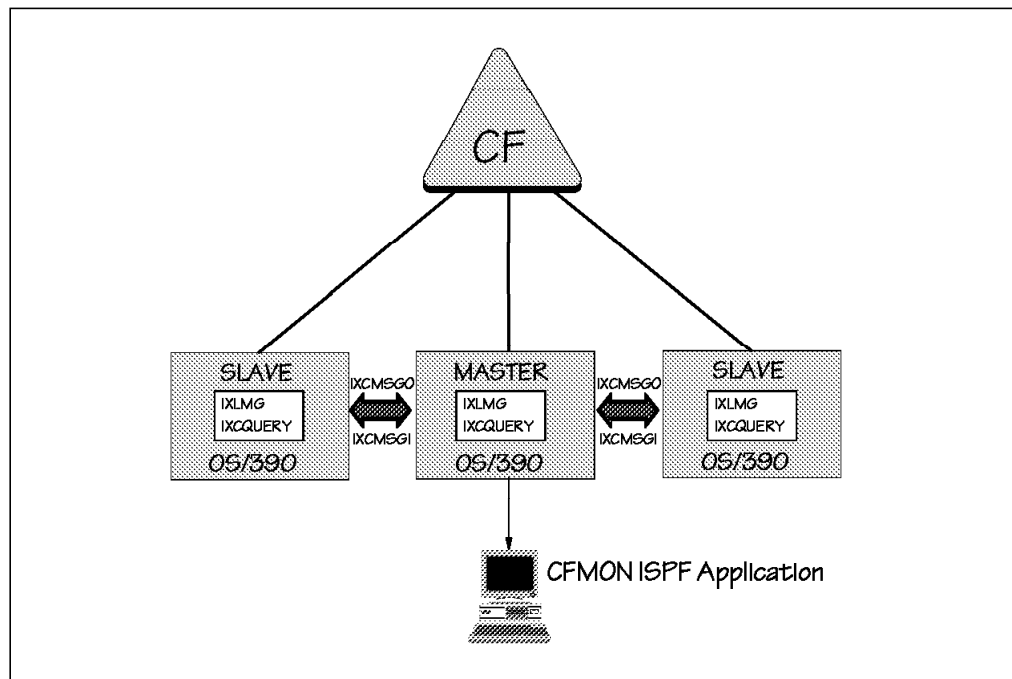 CF
SLAVE
IXLMG
IXCQUERY
OS/390
IXCMSGO
IXCMSGI
MASTER
IXLMG
IXCQUERY
OS/390
IXCMSGO
IXCMSGI
SLAVE
IXLMG
IXCQUERY
OS/390
CFMON ISPF Application